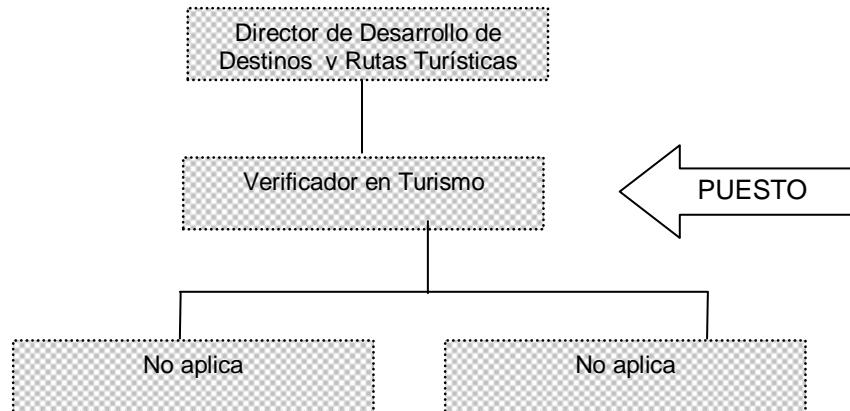 Director de Desarrollo de
Destinos v Rutas Turísticas
Verificador en Turismo
PUESTO
No aplica
No aplica